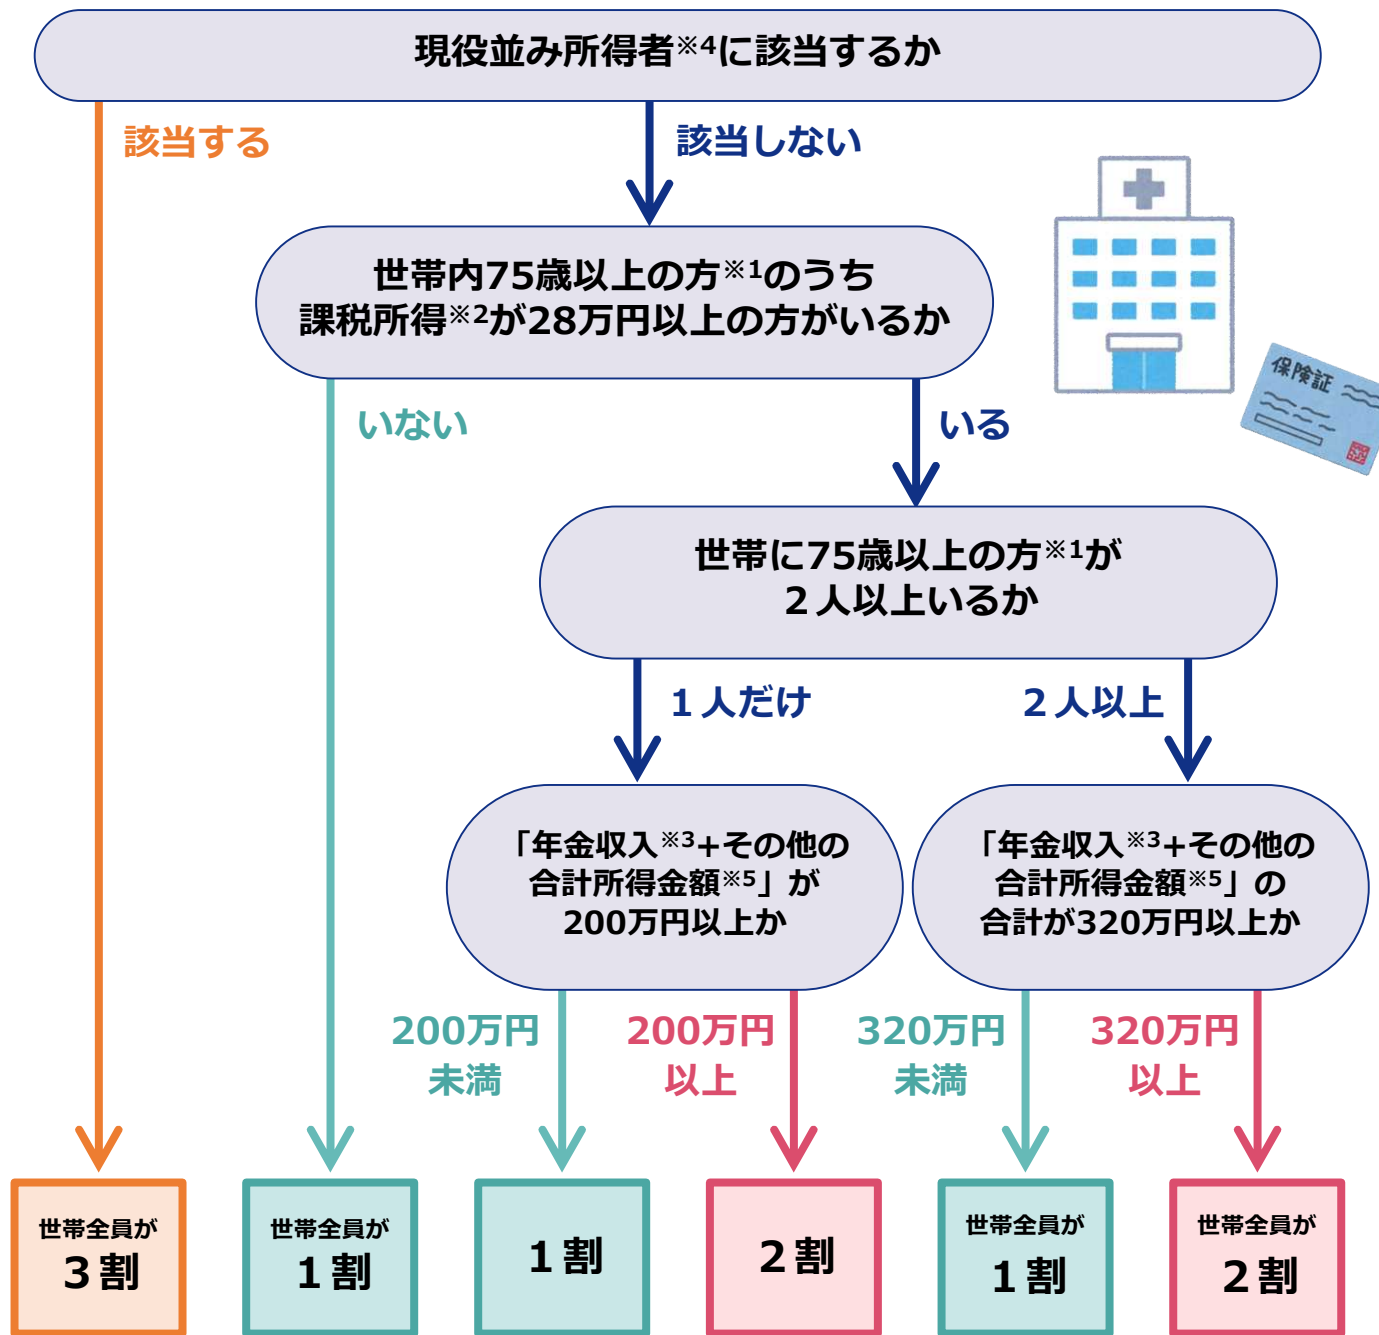 現役並み所得者※4に該当するか
該当する
該当しない
世帯内75歳以上の方※1のうち
課税所得※2が28万円以上の方がいるか
保険証
いない
いる
世帯に75歳以上の方※1が
２人以上いるか
１人だけ
２人以上
「年金収入※3+その他の
合計所得金額※5」が
200万円以上か
「年金収入※3+その他の
合計所得金額※5」の
合計が320万円以上か
200万円
未満
200万円
以上
320万円
未満
320万円
以上
世帯全員が
３割
世帯全員が
１割
１割
２割
世帯全員が
１割
世帯全員が
２割